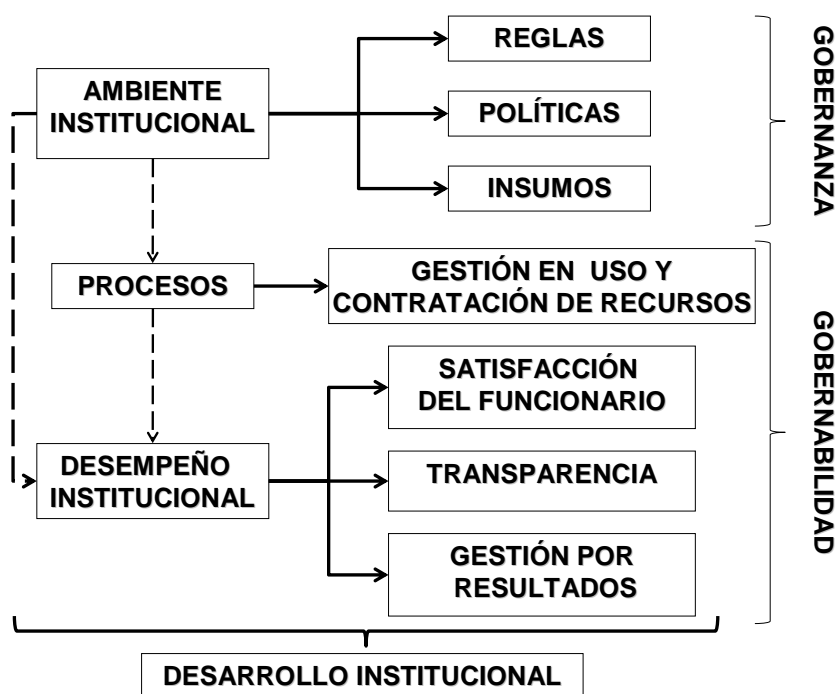 REGLAS
AMBIENTE
INSTITUCIONAL
POLÍTICAS
INSUMOS
GOBERNANZA
PROCESOS
GESTIÓN EN USO Y
CONTRATACIÓN DE RECURSOS
SATISFACCIÓN
DEL FUNCIONARIO
DESEMPEÑO
INSTITUCIONAL
TRANSPARENCIA
GESTIÓN POR
RESULTADOS
GOBERNABILIDAD
DESARROLLO INSTITUCIONAL